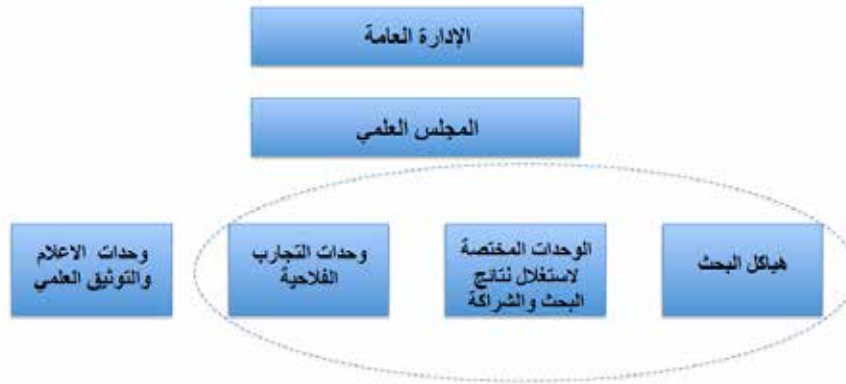 الإدارة العامة
المجلس العلمي
هياكل البحث
الوحدات المختصة
لاستغلال نتائج
البحث والشراكة
وحدات التجارب
الفلاحية
وحدات الاعلام
والتوثيق العلمي